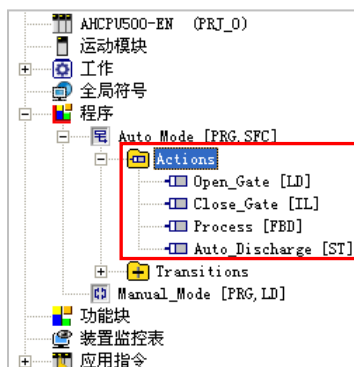 AHCPU500-EN (PRJ_0)
运动模块
工作
全局符号
程序
Auto Mode [PRG,SFC]
Actions
Open_Gate [LD]
Close_Gate [IL]
Process [FBD]
Auto_Discharge [ST]
Transitions
Manual_Mode [PRG,LD]
功能块
装置监控表
应用指令